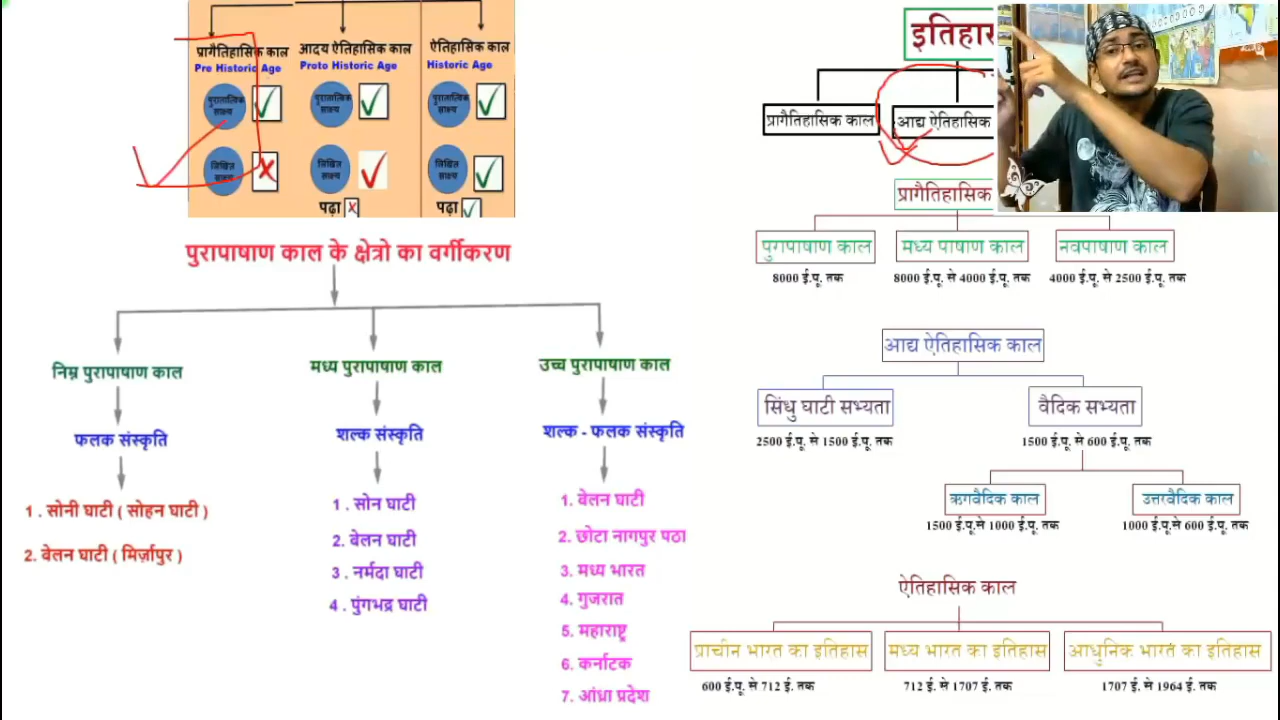 प्रागैतिहासिक काल
Pre Historic Age
आदय ऐतिहासिक काल
Proto Historic Age
ऐतिहासिक काल
Historic Age
पुरातात्विक साक्ष्य
पुरातात्विक साक्ष्य
पुरातात्विक साक्ष्य
लिखित साक्ष्य
लिखित साक्ष्य
लिखित साक्ष्य
पढ़ा
पढ़ा
पुरापाषाण काल के क्षेत्रो का वर्गीकरण
निम्न पुरापाषाण काल
मध्य पुरापाषाण काल
उच्च पुरापाषाण काल
फलक संस्कृति
शल्क संस्कृति
शल्क - फलक संस्कृति
1 . सोनी घाटी ( सोहन घाटी )
2. बेलन घाटी ( मिर्ज़ापुर )
1 . सोन घाटी
2. बेलन घाटी
3 . नर्मदा घाटी
4 . पुंगभद्र घाटी
1. बेलन घाटी
2. छोटा नागपुर पठा
3. मध्य भारत
4. गुजरात
5. महाराष्ट्र
6. कर्नाटक
7. आंध्रा प्रदेश
प्रागैतिहासिक काल
आद्य ऐतिहासिक
प्रागैतिहासिक
पुरापाषाण काल
मध्य पाषाण काल
नवपाषाण काल
8000 ई.पू. तक
8000 ई.पू. से 4000 ई.पू. तक
4000 ई.पू. से 2500 ई.पू. तक
आद्य ऐतिहासिक काल
सिंधु घाटी सभ्यता
वैदिक सभ्यता
2500 ई.पू. से 1500 ई.पू. तक
1500 ई.पू. से 600 ई.पू. तक
ऋगवैदिक काल
उत्तरवैदिक काल
1500 ई.पू. से 1000 ई.पू. तक
1000 ई.पू. से 600 ई.पू. तक
ऐतिहासिक काल
प्राचीन भारत का इतिहास
मध्य भारत का इतिहास
आधुनिक भारत का इतिहास
600 ई.पू. से 712 ई. तक
712 ई. से 1707 ई. तक
1707 ई. से 1964 ई. तक